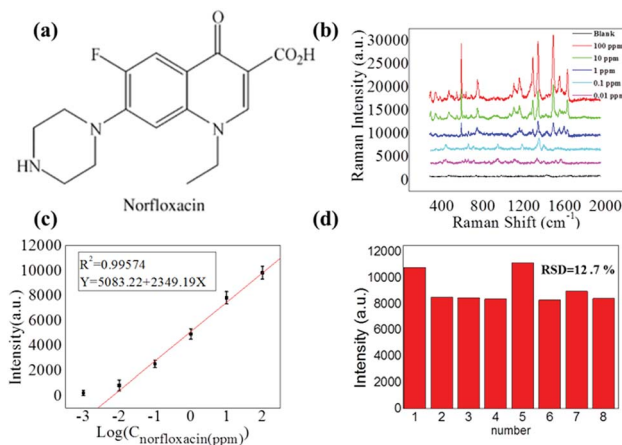 (a)
O
F
CO₂H
N
N
HN
Norfloxacin
(b)
Raman Intensity (a.u.)
30000
25000
20000
15000
10000
5000
0
Blank
100 ppm
10 ppm
1 ppm
0.1 ppm
0.01 ppm
400 800 1200 1600 2000
Raman Shift (cm⁻¹)
(c)
Intensity(a.u.)
12000
10000
8000
6000
4000
2000
0
R²=0.99574
Y=5083.22+2349.19X
-3 -2 -1 0 1 2
Log(Cnorfloxacin(ppm))
(d)
Intensity (a.u.)
12000
10000
8000
6000
4000
2000
0
RSD=12.7 %
1 2 3 4 5 6 7 8
number